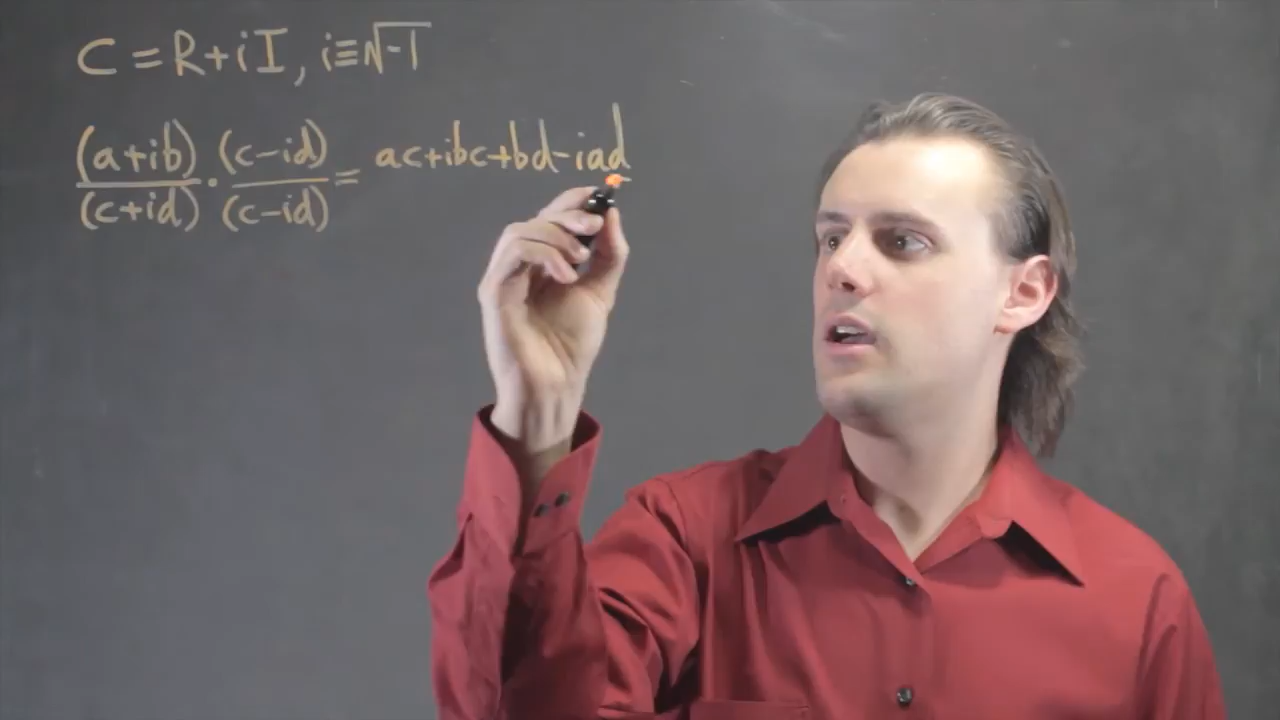 C = R + iI, i ≡ √-1
(a+ib)/(c+id) · (c-id)/(c-id) = ac+ibc+bd-iad